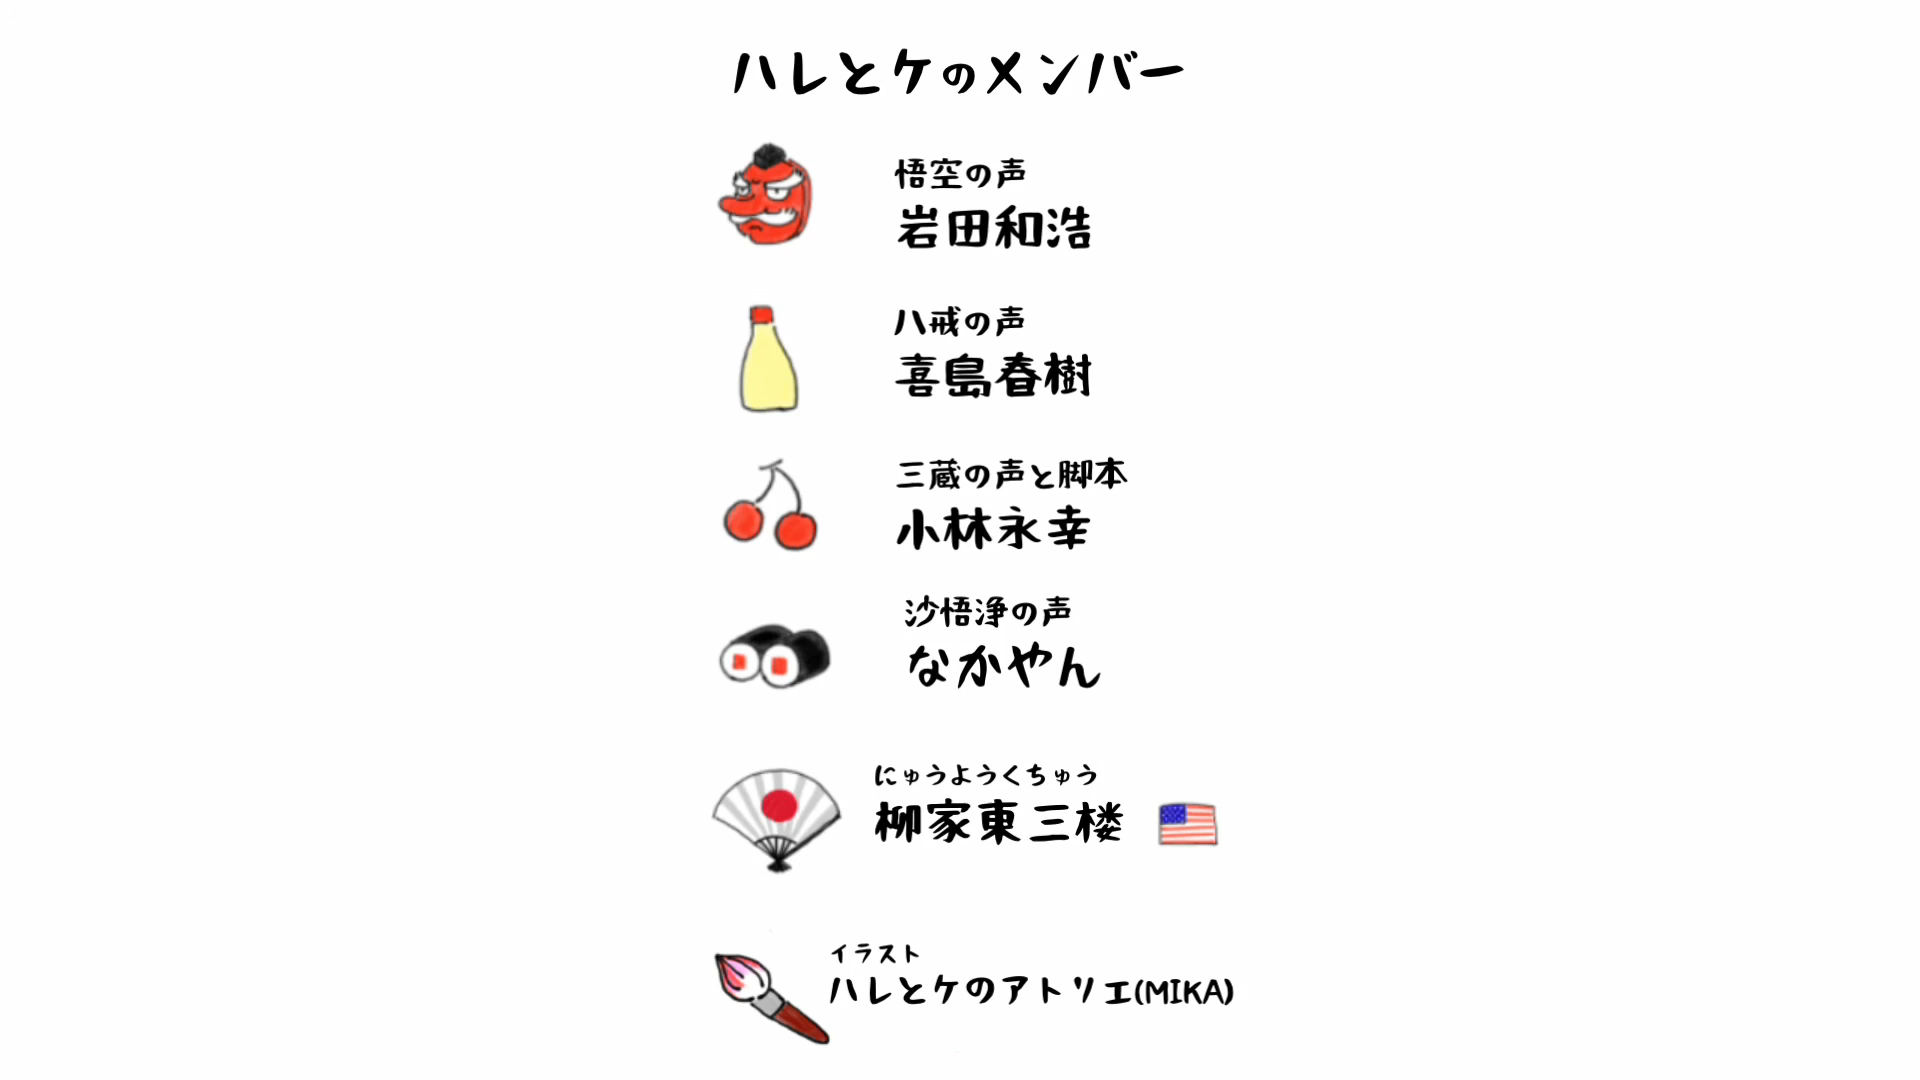 ハレとケのメンバー
悟空の声
岩田和浩
八戒の声
喜島春樹
三蔵の声と脚本
小林永幸
沙悟浄の声
なかやん
にゅうようくちゅう
柳家東三楼
イラスト
ハレとケのアトリエ(MIKA)